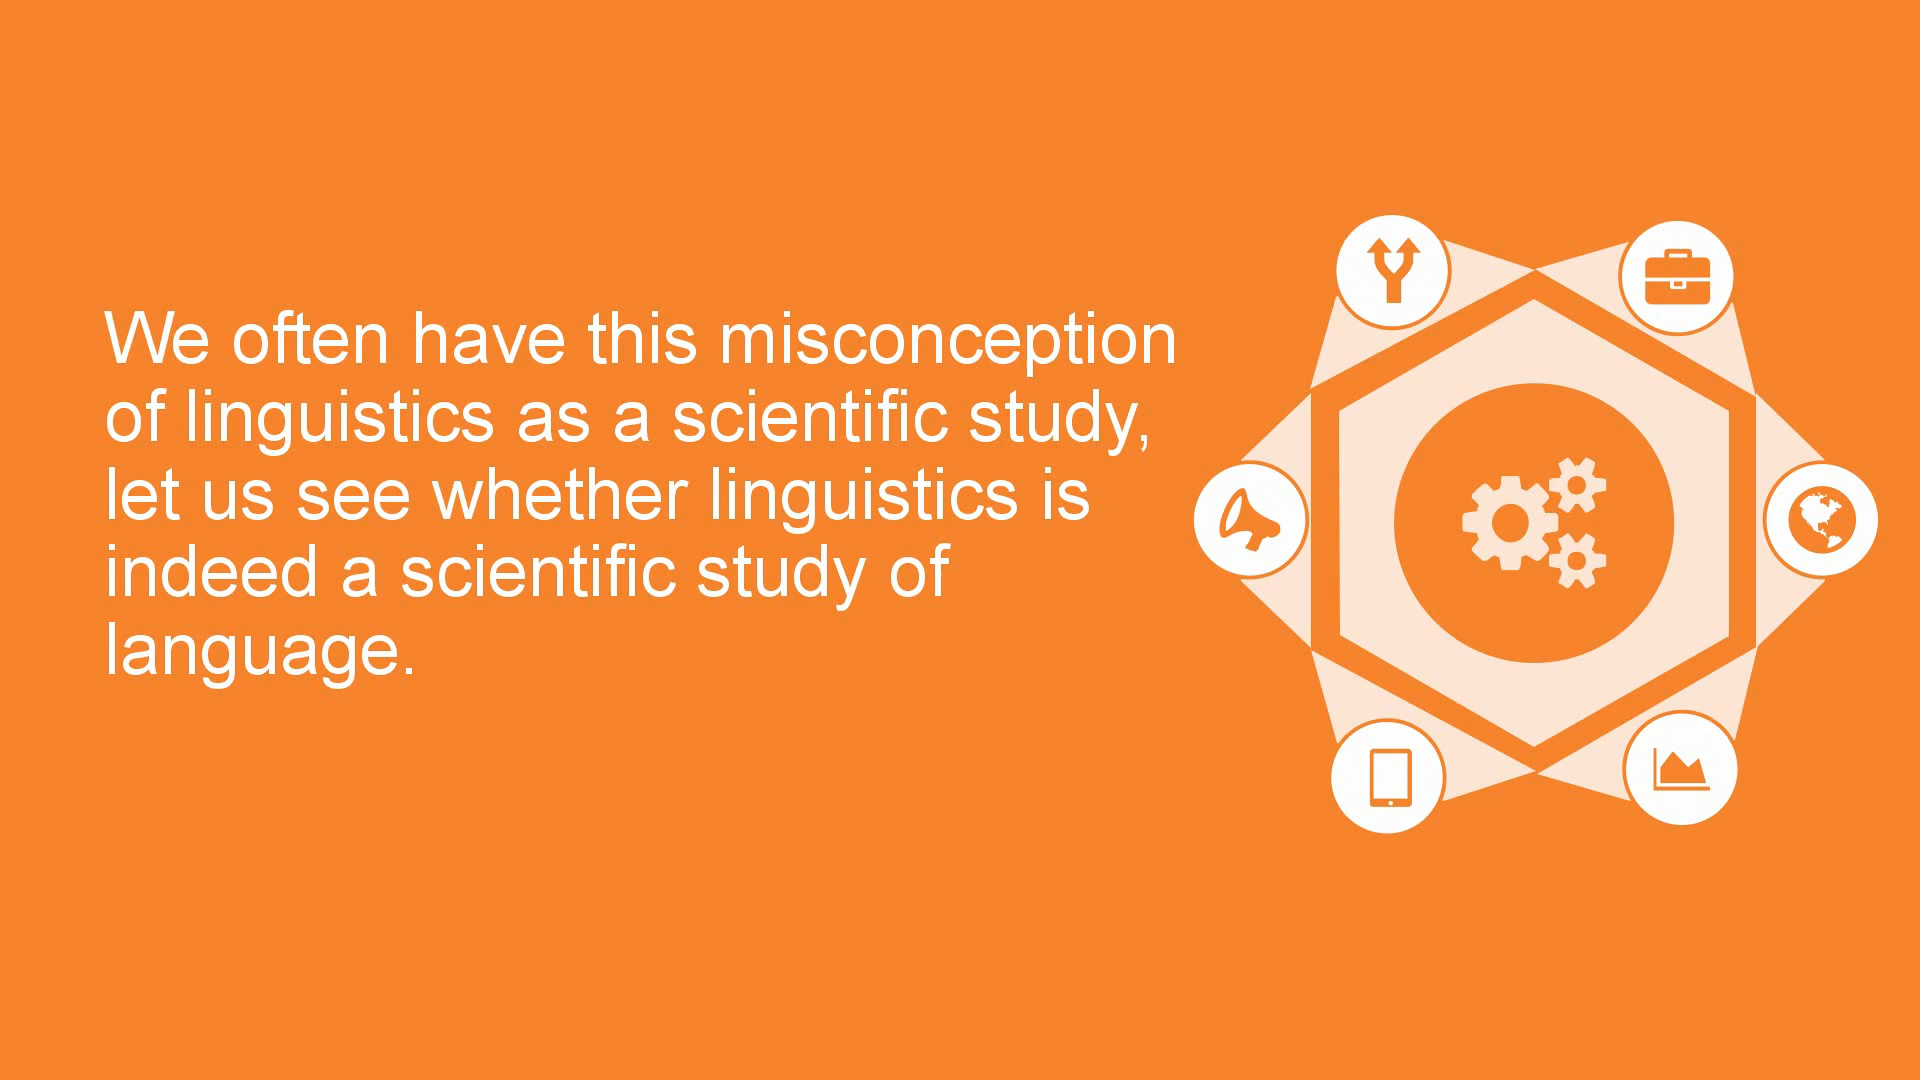 We often have this misconception
of linguistics as a scientific study,
let us see whether linguistics is
indeed a scientific study of
language.